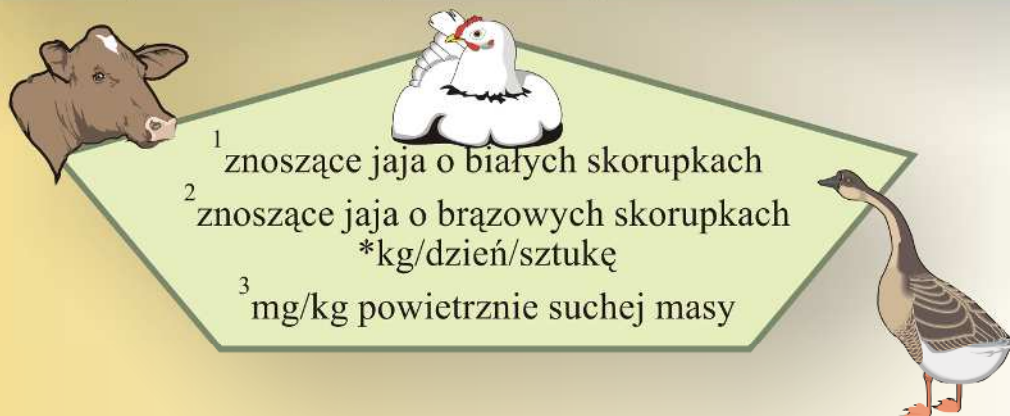 ¹znoszące jaja o białych skorupkach
²znoszące jaja o brązowych skorupkach
*kg/dzień/sztukę
³mg/kg powietrznie suchej masy